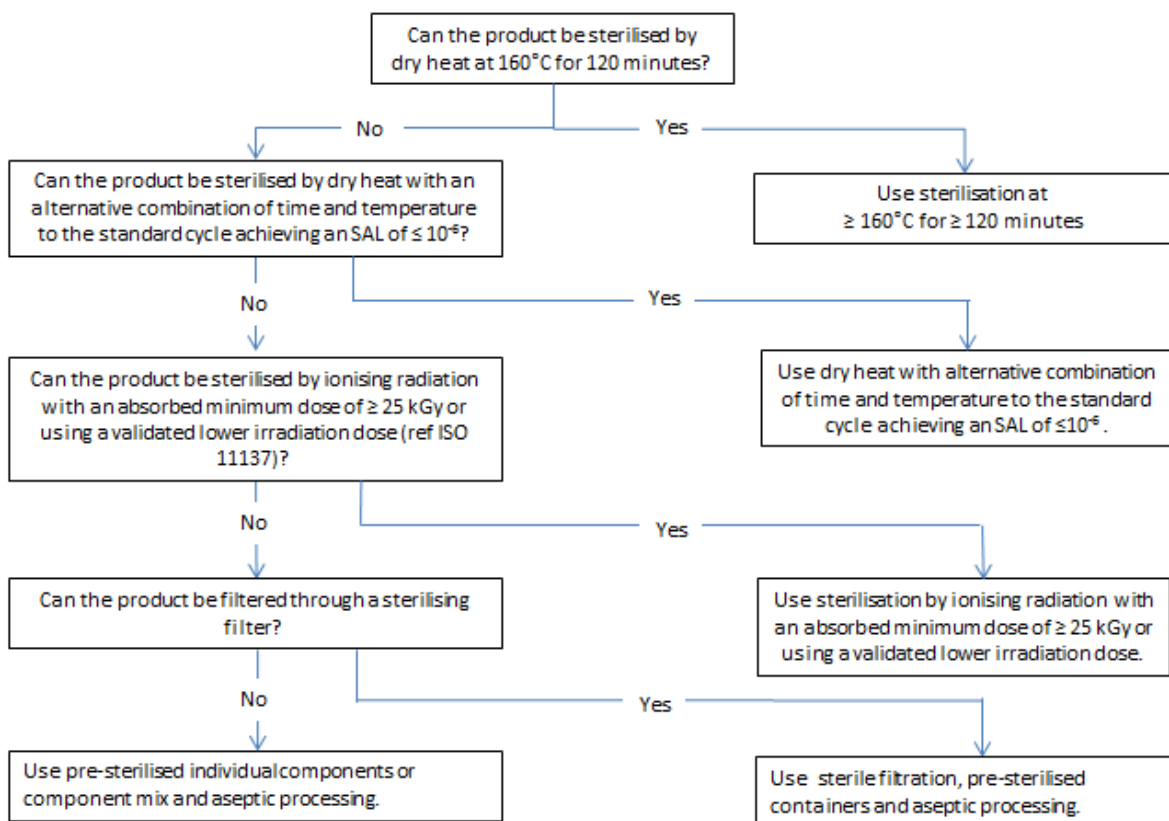 Can the product be sterilised by
dry heat at 160°C for 120 minutes?
No
Yes
Can the product be sterilised by dry heat with an
alternative combination of time and temperature
to the standard cycle achieving an SAL of ≤ 10⁻⁶?
Use sterilisation at
≥ 160°C for ≥ 120 minutes
No
Yes
Can the product be sterilised by ionising radiation
with an absorbed minimum dose of ≥ 25 kGy or
using a validated lower irradiation dose (ref ISO
11137)?
Use dry heat with alternative combination
of time and temperature to the standard
cycle achieving an SAL of ≤10⁻⁶ .
No
Yes
Can the product be filtered through a sterilising
filter?
Use sterilisation by ionising radiation with
an absorbed minimum dose of ≥ 25 kGy or
using a validated lower irradiation dose.
No
Yes
Use pre-sterilised individual components or
component mix and aseptic processing.
Use sterile filtration, pre-sterilised
containers and aseptic processing.